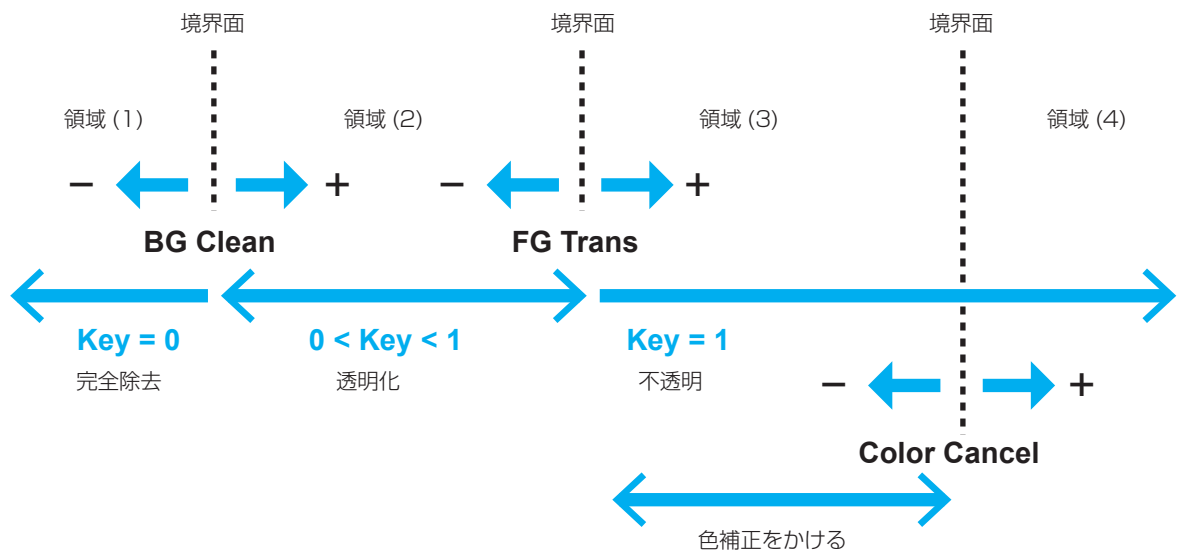 境界面 境界面 境界面
領域 (1) 領域 (2) 領域 (3) 領域 (4)
− + − +
BG Clean FG Trans
Key = 0 0 < Key < 1 Key = 1
完全除去 透明化 不透明
− +
Color Cancel
色補正をかける